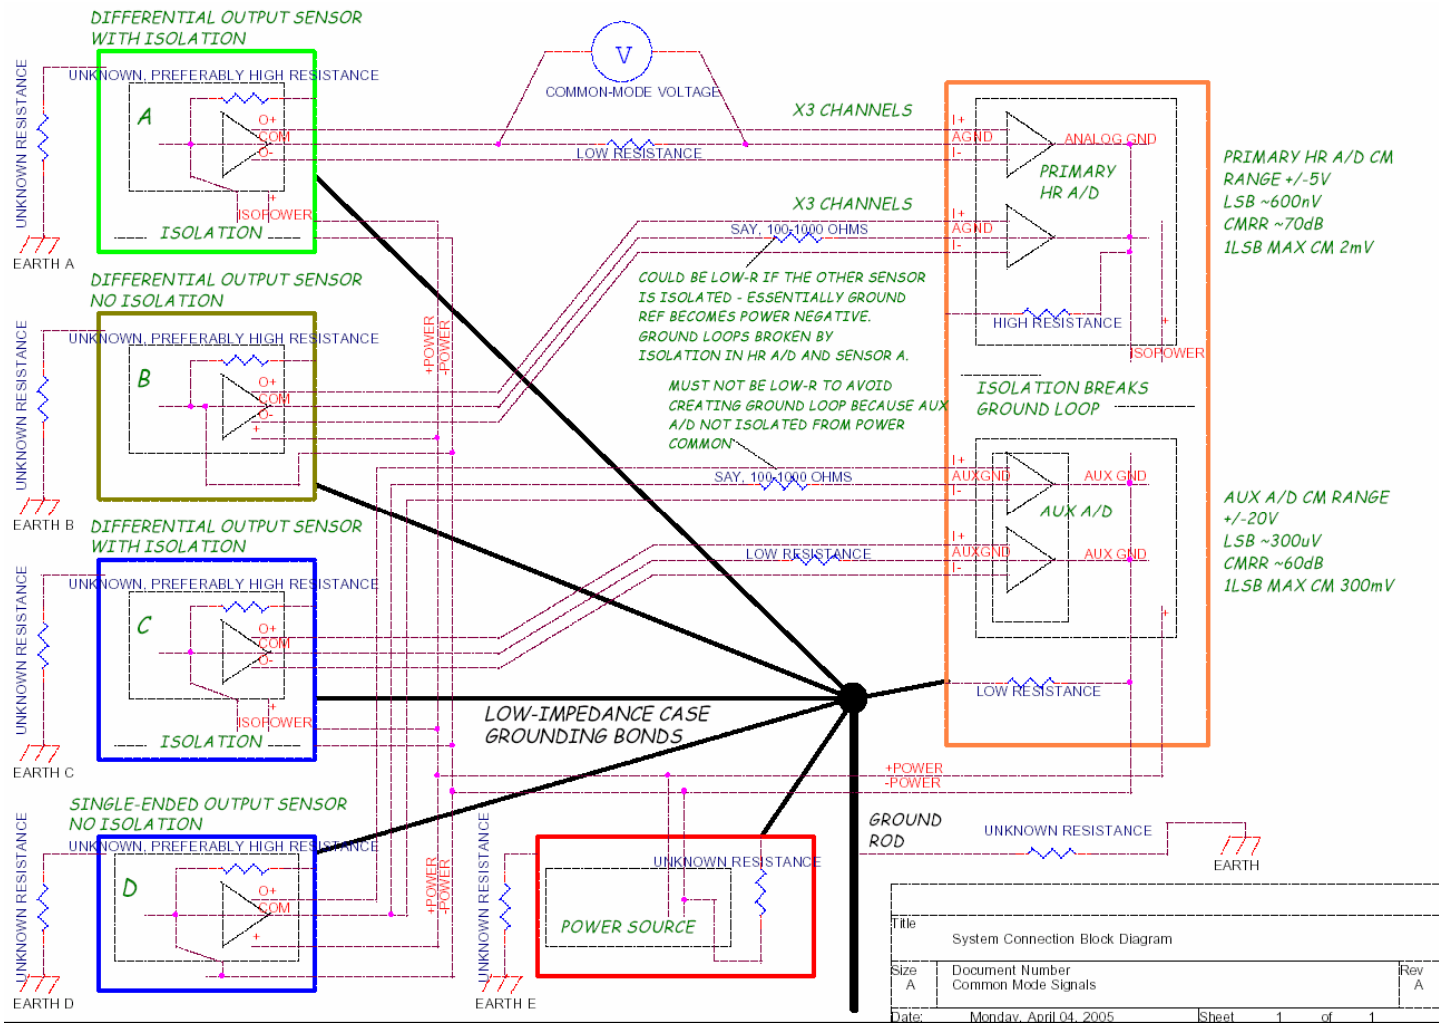 DIFFERENTIAL OUTPUT SENSOR
WITH ISOLATION
UNKNOWN, PREFERABLY HIGH RESISTANCE
UNKNOWN RESISTANCE
A
O+
COM
O-
+
ISOPOWER
ISOLATION
EARTH A
V
COMMON-MODE VOLTAGE
LOW RESISTANCE
X3 CHANNELS
I+
AGND
I-
ANALOG GND
PRIMARY
HR A/D
X3 CHANNELS
SAY, 100-1000 OHMS
I+
AGND
I-
HIGH RESISTANCE
+
ISOPOWER
PRIMARY HR A/D CM
RANGE +/-5V
LSB ~600nV
CMRR ~70dB
1LSB MAX CM 2mV
COULD BE LOW-R IF THE OTHER SENSOR
IS ISOLATED - ESSENTIALLY GROUND
REF BECOMES POWER NEGATIVE.
GROUND LOOPS BROKEN BY
ISOLATION IN HR A/D AND SENSOR A.
DIFFERENTIAL OUTPUT SENSOR
NO ISOLATION
UNKNOWN, PREFERABLY HIGH RESISTANCE
UNKNOWN RESISTANCE
B
O+
COM
O-
+
EARTH B
+POWER
-POWER
MUST NOT BE LOW-R TO AVOID
CREATING GROUND LOOP BECAUSE AUX
A/D NOT ISOLATED FROM POWER
COMMON
ISOLATION BREAKS
GROUND LOOP
SAY, 100-1000 OHMS
I+
AUXGND
I-
AUX GND
AUX A/D
LOW RESISTANCE
I+
AUXGND
I-
AUX GND
+
AUX A/D CM RANGE
+/-20V
LSB ~300uV
CMRR ~60dB
1LSB MAX CM 300mV
DIFFERENTIAL OUTPUT SENSOR
WITH ISOLATION
UNKNOWN, PREFERABLY HIGH RESISTANCE
UNKNOWN RESISTANCE
C
O+
COM
O-
+
ISOPOWER
ISOLATION
EARTH C
LOW-IMPEDANCE CASE
GROUNDING BONDS
LOW RESISTANCE
+POWER
-POWER
SINGLE-ENDED OUTPUT SENSOR
NO ISOLATION
UNKNOWN, PREFERABLY HIGH RESISTANCE
UNKNOWN RESISTANCE
D
O+
COM
+
EARTH D
+POWER
-POWER
UNKNOWN RESISTANCE
UNKNOWN RESISTANCE
POWER SOURCE
EARTH E
GROUND
ROD
UNKNOWN RESISTANCE
EARTH
Title
System Connection Block Diagram
Size
A
Document Number
Common Mode Signals
Rev
A
Date:
Monday, April 04, 2005
Sheet 1 of 1